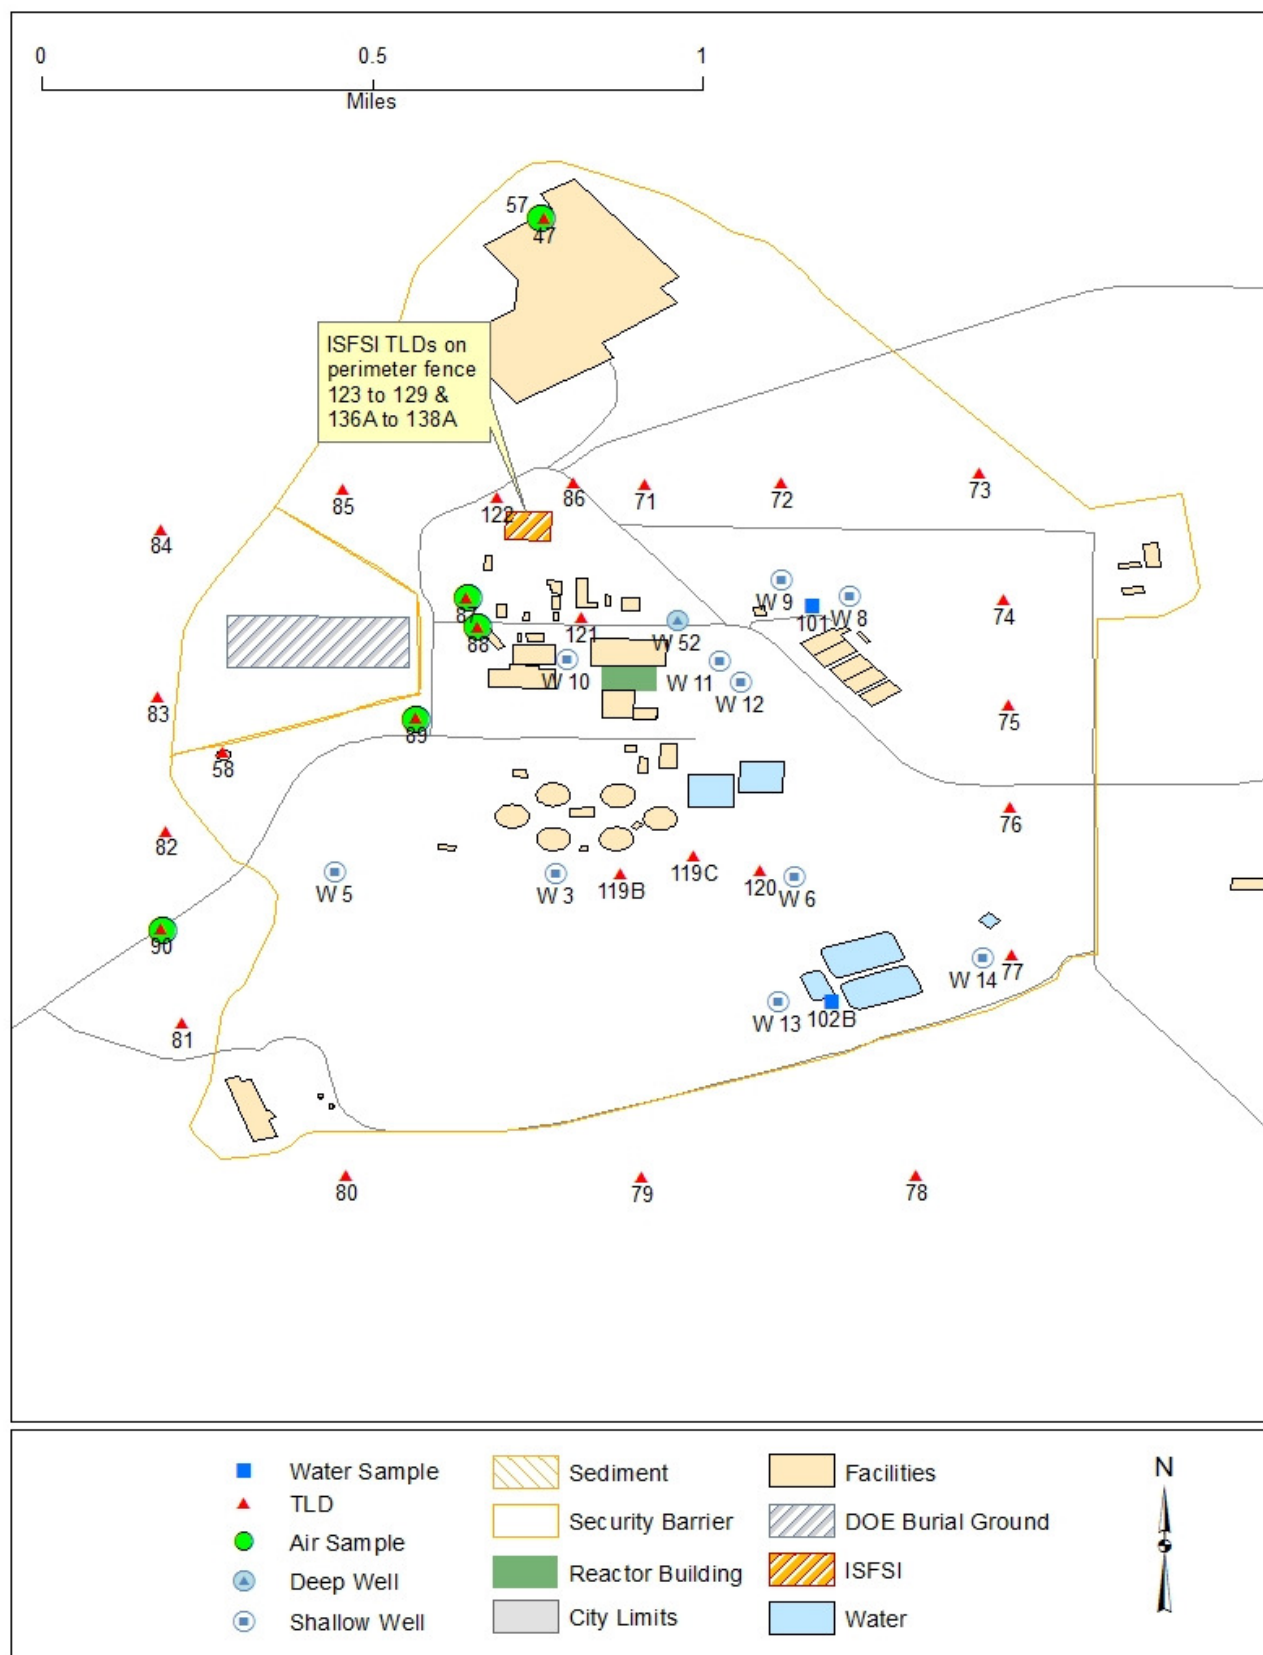 0 0.5 1
Miles
57
47
ISFSI TLDs on
perimeter fence
123 to 129 &
136A to 138A
73
85 122 86 71 72
84
W 9 101 W 8 74
87
88 121 W 52
W 10 W 11 W 12
83 75
89
58
76
82
119C
W 5 W 3 119B 120 W 6
90
W 14 77
W 13 102B
81
80 79 78
Water Sample Sediment Facilities N
TLD
Air Sample Security Barrier DOE Burial Ground
Deep Well Reactor Building ISFSI
Shallow Well City Limits Water